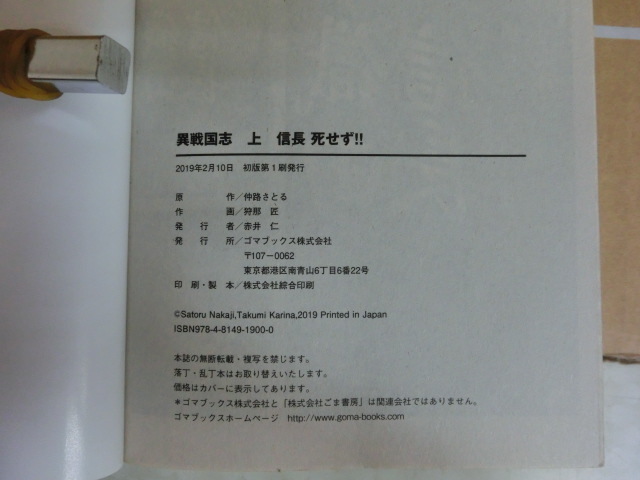 異戦国志　上　信長 死せず!!
2019年2月10日　初版第1刷発行
原　　作／仲路さとる
作　　画／狩那 匠
発　行　者／赤井 仁
発　行　所／ゴマブックス株式会社
〒107－0062
東京都港区南青山6丁目6番22号
印刷・製　本／株式会社綜合印刷
©Satoru Nakaji,Takumi Karina,2019 Printed in Japan
ISBN978-4-8149-1900-0
本誌の無断転載・複写を禁じます。
落丁・乱丁本はお取り替えいたします。
価格はカバーに表示してあります。
＊ゴマブックス株式会社と「株式会社ごま書房」は関連会社ではありません。
ゴマブックスホームページ　http://www.goma-books.com